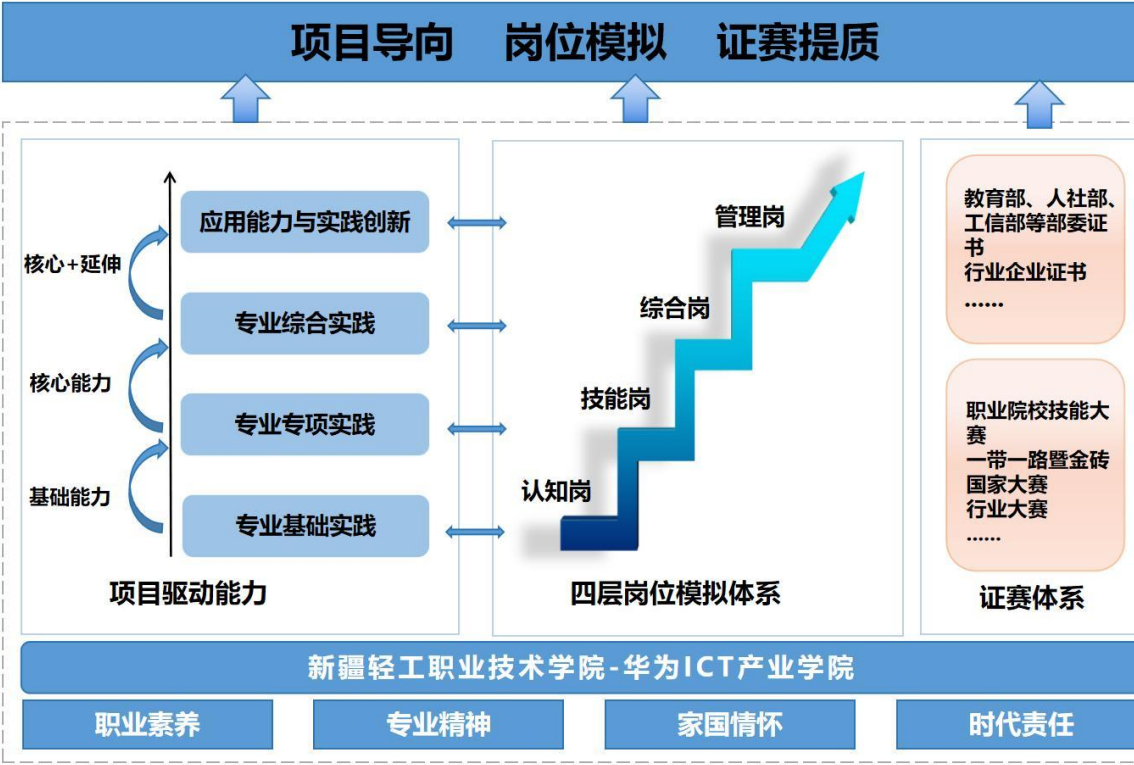 项目导向 岗位模拟 证赛提质
应用能力与实践创新
核心+延伸
专业综合实践
核心能力
专业专项实践
基础能力
专业基础实践
项目驱动能力
管理岗
综合岗
技能岗
认知岗
四层岗位模拟体系
教育部、人社部、
工信部等部委证
书
行业企业证书
......
职业院校技能大
赛
一带一路暨金砖
国家大赛
行业大赛
......
证赛体系
新疆轻工职业技术学院-华为ICT产业学院
职业素养 专业精神 家国情怀 时代责任